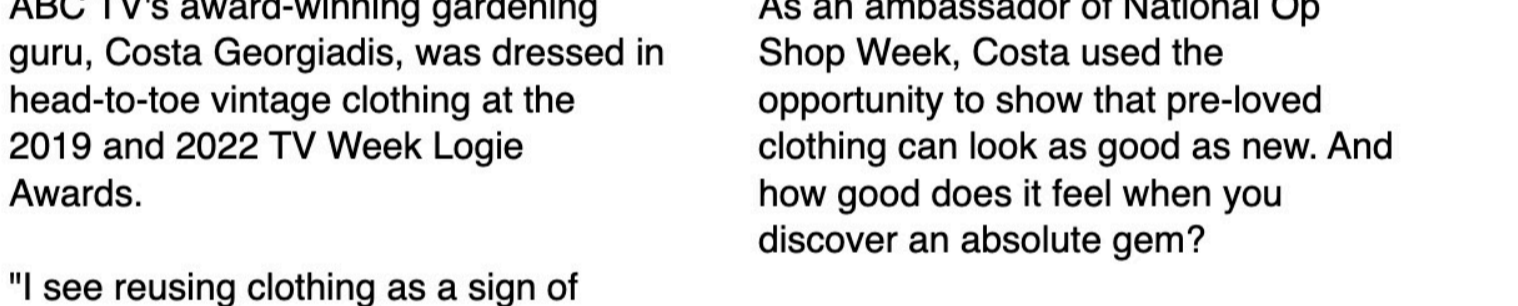 ABC TV's award-winning gardening
guru, Costa Georgiadis, was dressed in
head-to-toe vintage clothing at the
2019 and 2022 TV Week Logie
Awards.
"I see reusing clothing as a sign of
As an ambassador of National Op
Shop Week, Costa used the
opportunity to show that pre-loved
clothing can look as good as new. And
how good does it feel when you
discover an absolute gem?